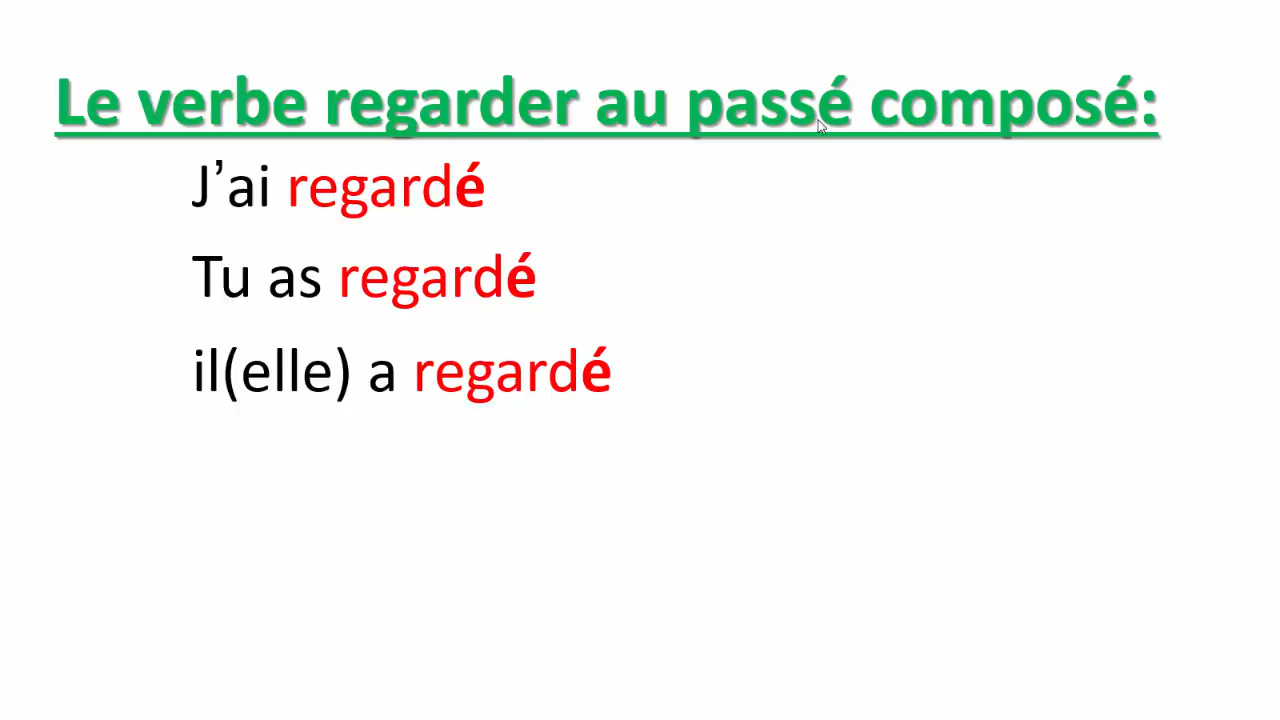 Le verbe regarder au passé composé:
J’ai regardé
Tu as regardé
il(elle) a regardé